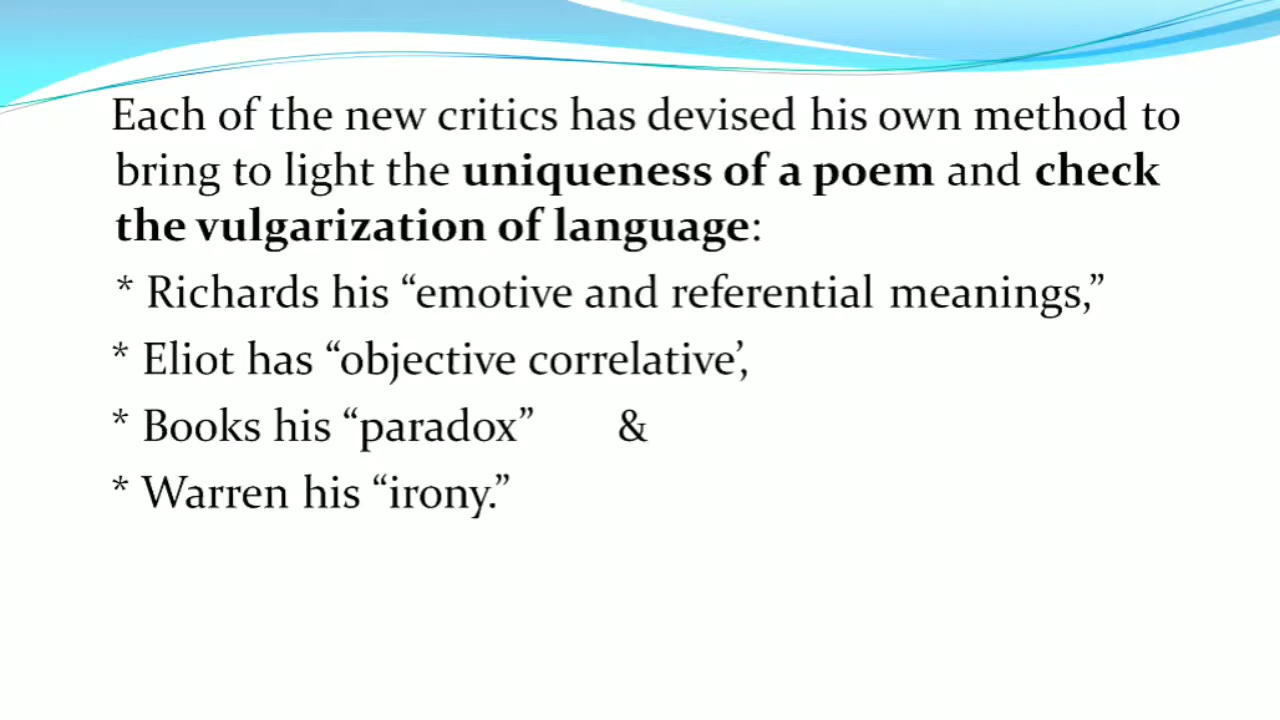 Each of the new critics has devised his own method to
bring to light the uniqueness of a poem and check
the vulgarization of language:
* Richards his “emotive and referential meanings,”
* Eliot has “objective correlative’,
* Books his “paradox” &
* Warren his “irony.”